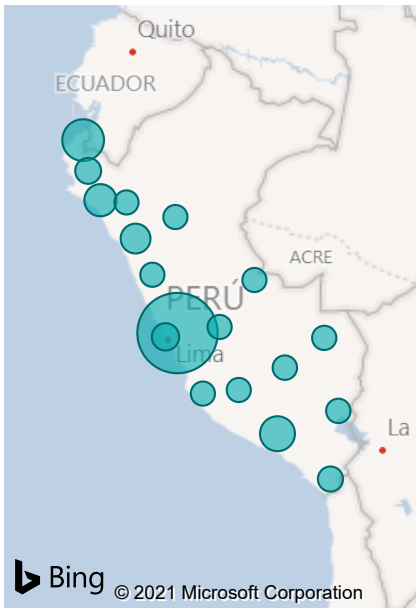 Quito
ECUADOR
ACRE
PERÚ
Lima
La
Bing
© 2021 Microsoft Corporation